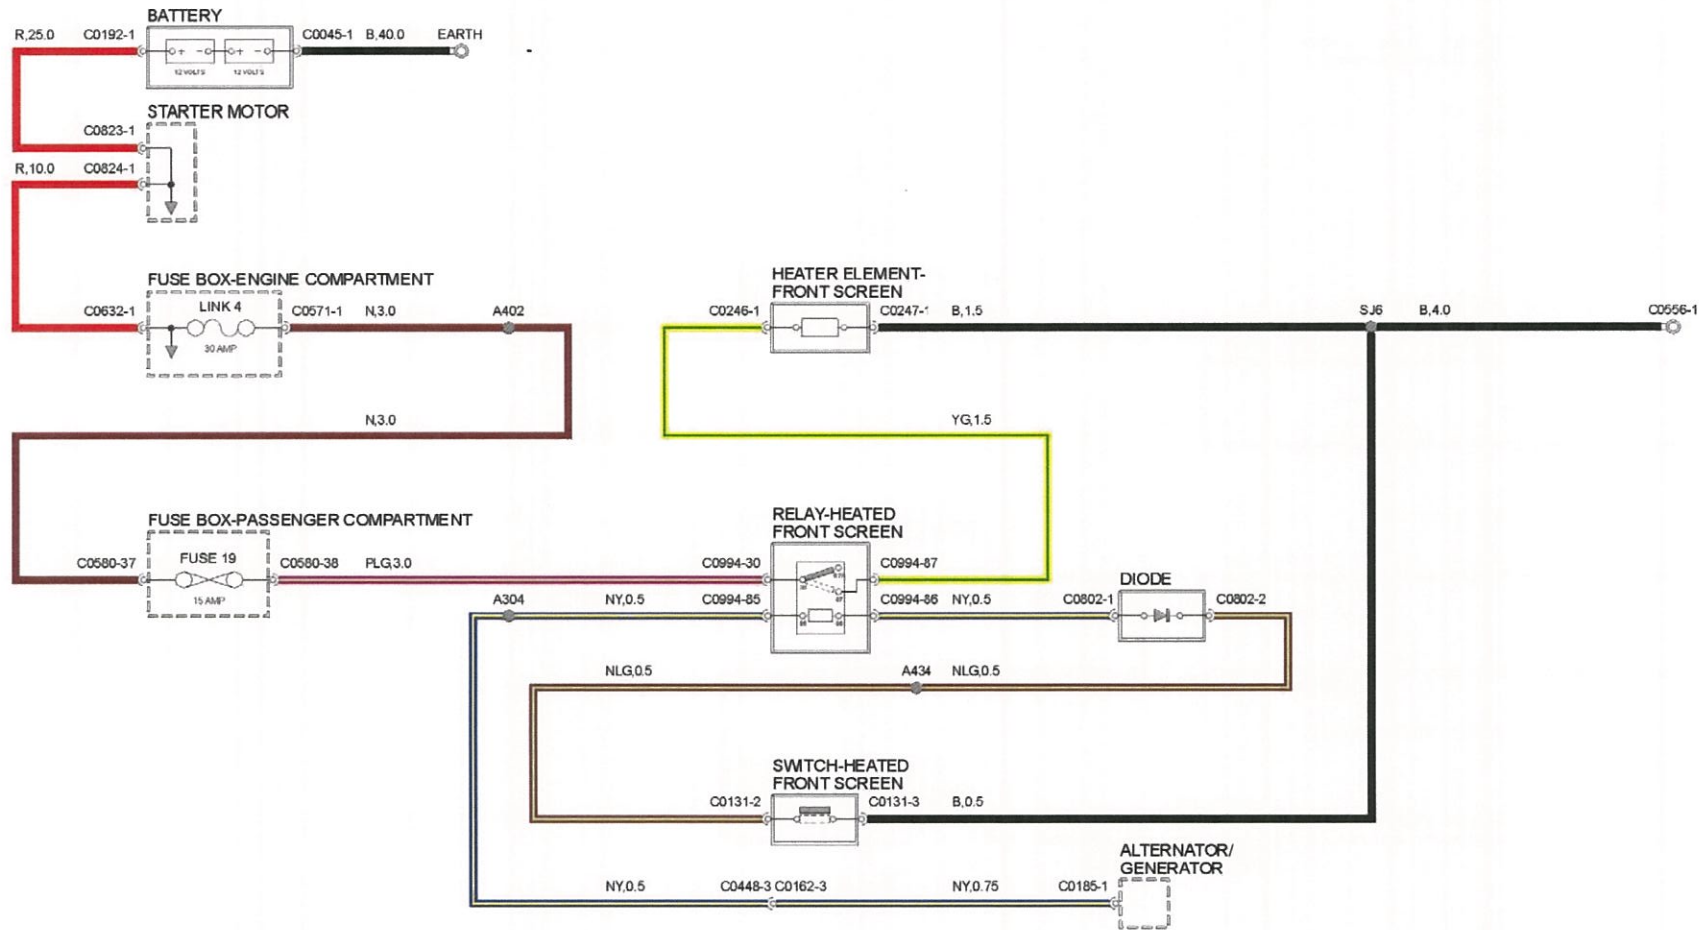 BATTERY
R,25.0 C0192-1 C0045-1 B,40.0 EARTH
+ - + -
12 VOLTS 12 VOLTS
STARTER MOTOR
C0823-1
R,10.0 C0824-1
HEATER ELEMENT-
FRONT SCREEN
FUSE BOX-ENGINE COMPARTMENT
LINK 4
C0632-1 C0571-1 N,3.0 A402 C0246-1 C0247-1 B,1.5 SJ6 B,4.0 C0556-1
30 AMP
N,3.0 YG,1.5
RELAY-HEATED
FRONT SCREEN
FUSE BOX-PASSENGER COMPARTMENT
FUSE 19
C0580-37 C0580-38 PLG,3.0 C0994-30 C0994-87
DIODE
15 AMP
A304 NY,0.5 C0994-85 C0994-86 NY,0.5 C0802-1 C0802-2
NLG,0.5 A434 NLG,0.5
SWITCH-HEATED
FRONT SCREEN
C0131-2 C0131-3 B,0.5
ALTERNATOR/
GENERATOR
NY,0.5 C0448-3 C0162-3 NY,0.75 C0185-1